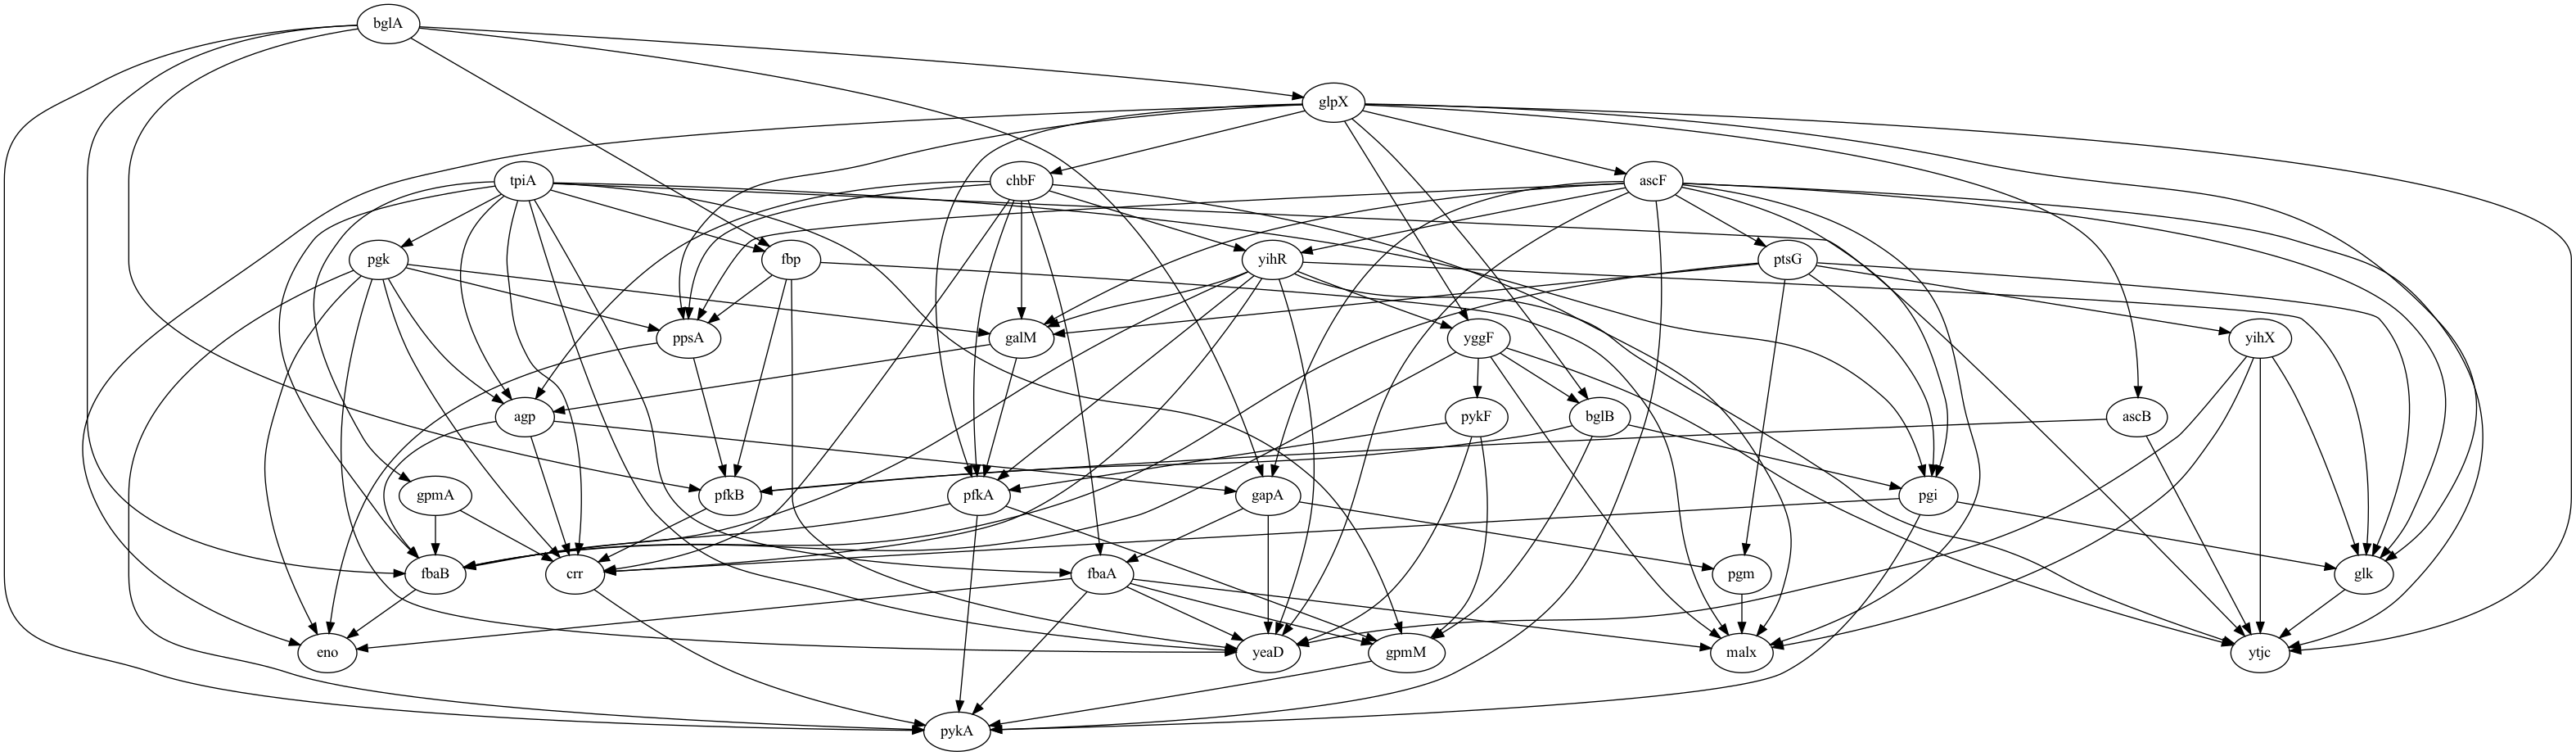 bglA
glpX
tpiA chbF ascF
pgk fbp yihR ptsG
ppsA galM yggF yihX
agp pykF bglB ascB
gpmA pfkB pfkA gapA pgi
fbaB crr fbaA pgm glk
eno yeaD gpmM malx ytjc
pykA